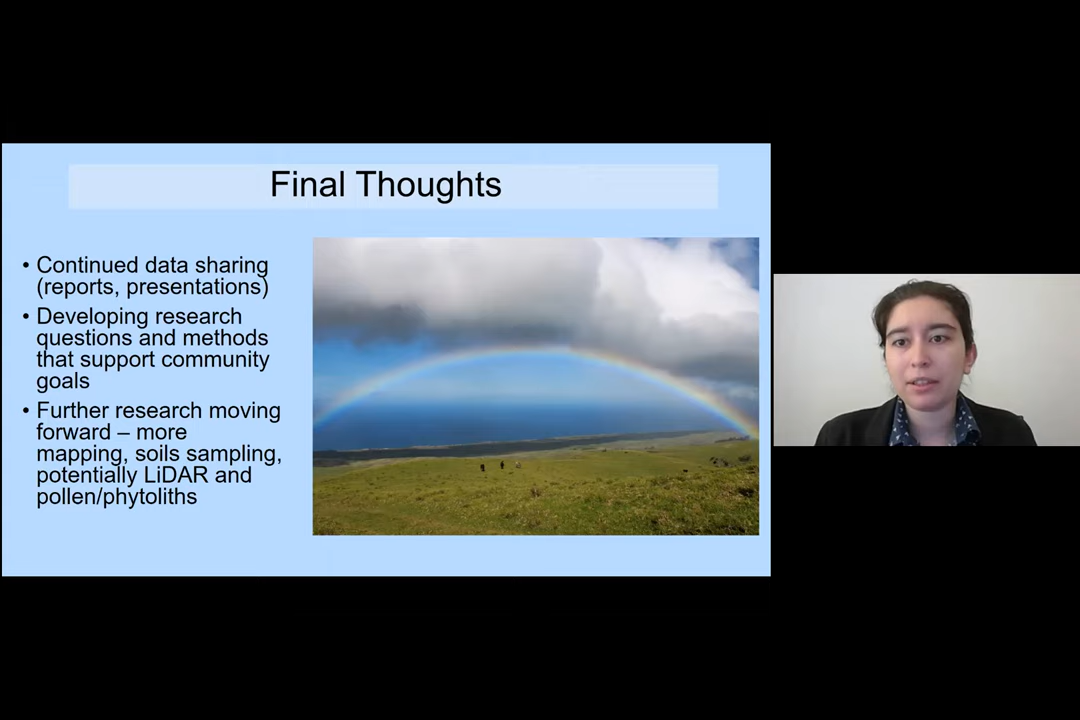 Final Thoughts
• Continued data sharing
(reports, presentations)
• Developing research
questions and methods
that support community
goals
• Further research moving
forward – more
mapping, soils sampling,
potentially LiDAR and
pollen/phytoliths